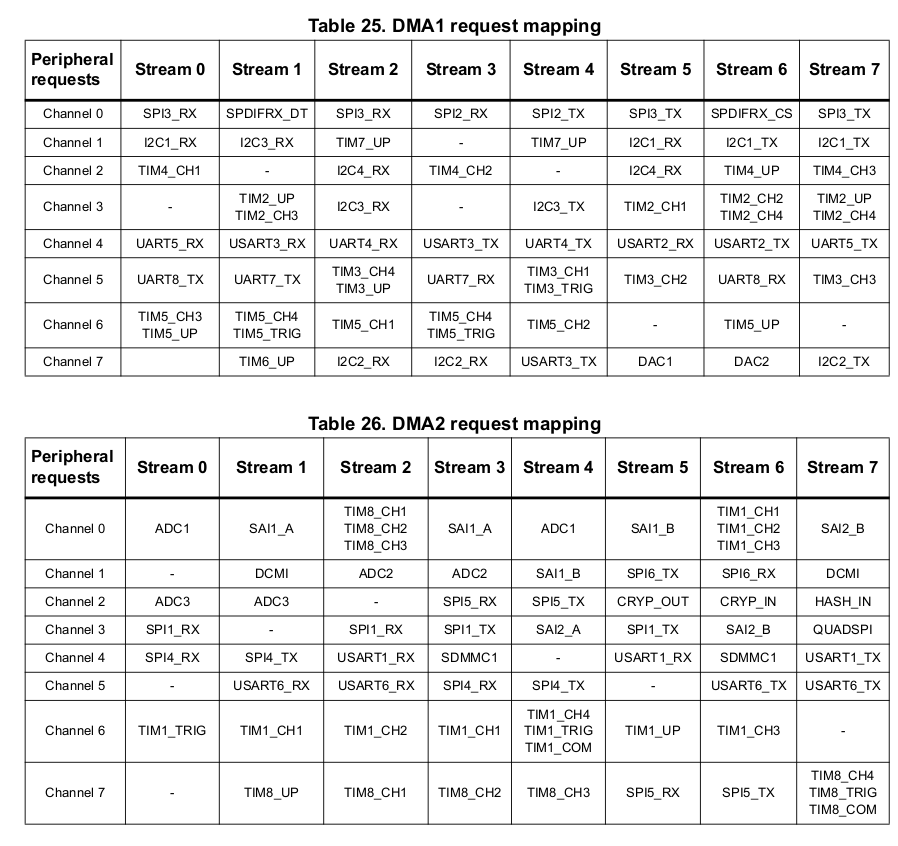 Table 25. DMA1 request mapping
Peripheral requests | Stream 0 | Stream 1 | Stream 2 | Stream 3 | Stream 4 | Stream 5 | Stream 6 | Stream 7
Channel 0 | SPI3_RX | SPDIFRX_DT | SPI3_RX | SPI2_RX | SPI2_TX | SPI3_TX | SPDIFRX_CS | SPI3_TX
Channel 1 | I2C1_RX | I2C3_RX | TIM7_UP | - | TIM7_UP | I2C1_RX | I2C1_TX | I2C1_TX
Channel 2 | TIM4_CH1 | - | I2C4_RX | TIM4_CH2 | - | I2C4_RX | TIM4_UP | TIM4_CH3
Channel 3 | - | TIM2_UP TIM2_CH3 | I2C3_RX | - | I2C3_TX | TIM2_CH1 | TIM2_CH2 TIM2_CH4 | TIM2_UP TIM2_CH4
Channel 4 | UART5_RX | USART3_RX | UART4_RX | USART3_TX | UART4_TX | USART2_RX | USART2_TX | UART5_TX
Channel 5 | UART8_TX | UART7_TX | TIM3_CH4 TIM3_UP | UART7_RX | TIM3_CH1 TIM3_TRIG | TIM3_CH2 | UART8_RX | TIM3_CH3
Channel 6 | TIM5_CH3 TIM5_UP | TIM5_CH4 TIM5_TRIG | TIM5_CH1 | TIM5_CH4 TIM5_TRIG | TIM5_CH2 | - | TIM5_UP | -
Channel 7 | | TIM6_UP | I2C2_RX | I2C2_RX | USART3_TX | DAC1 | DAC2 | I2C2_TX
Table 26. DMA2 request mapping
Peripheral requests | Stream 0 | Stream 1 | Stream 2 | Stream 3 | Stream 4 | Stream 5 | Stream 6 | Stream 7
Channel 0 | ADC1 | SAI1_A | TIM8_CH1 TIM8_CH2 TIM8_CH3 | SAI1_A | ADC1 | SAI1_B | TIM1_CH1 TIM1_CH2 TIM1_CH3 | SAI2_B
Channel 1 | - | DCMI | ADC2 | ADC2 | SAI1_B | SPI6_TX | SPI6_RX | DCMI
Channel 2 | ADC3 | ADC3 | - | SPI5_RX | SPI5_TX | CRYP_OUT | CRYP_IN | HASH_IN
Channel 3 | SPI1_RX | - | SPI1_RX | SPI1_TX | SAI2_A | SPI1_TX | SAI2_B | QUADSPI
Channel 4 | SPI4_RX | SPI4_TX | USART1_RX | SDMMC1 | - | USART1_RX | SDMMC1 | USART1_TX
Channel 5 | - | USART6_RX | USART6_RX | SPI4_RX | SPI4_TX | - | USART6_TX | USART6_TX
Channel 6 | TIM1_TRIG | TIM1_CH1 | TIM1_CH2 | TIM1_CH1 | TIM1_CH4 TIM1_TRIG TIM1_COM | TIM1_UP | TIM1_CH3 | -
Channel 7 | - | TIM8_UP | TIM8_CH1 | TIM8_CH2 | TIM8_CH3 | SPI5_RX | SPI5_TX | TIM8_CH4 TIM8_TRIG TIM8_COM